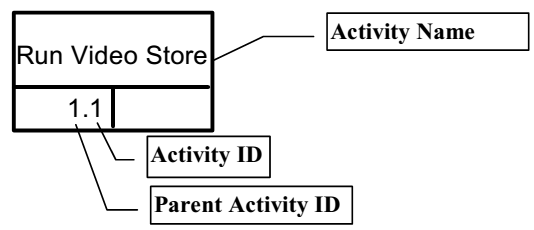 Activity Name
Run Video Store
1.1
Activity ID
Parent Activity ID